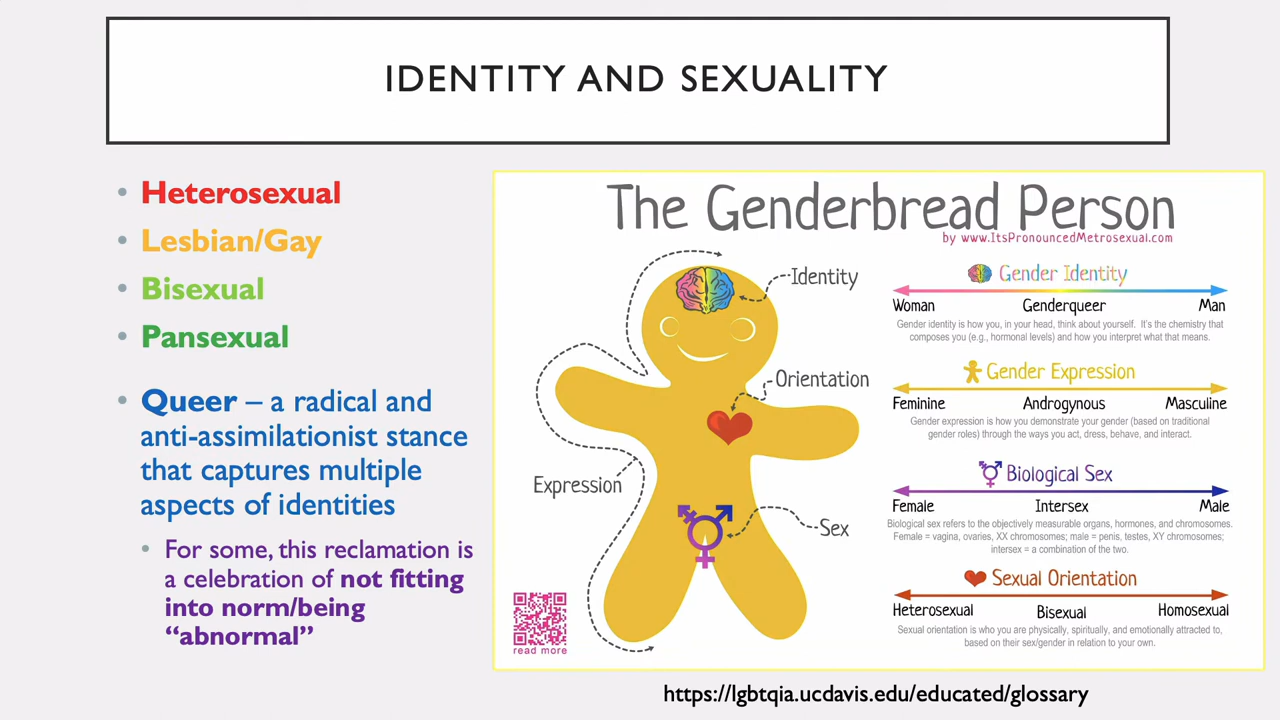 IDENTITY AND SEXUALITY
• Heterosexual
• Lesbian/Gay
• Bisexual
• Pansexual
• Queer – a radical and
anti-assimilationist stance
that captures multiple
aspects of identities
• For some, this reclamation is
a celebration of not fitting
into norm/being
“abnormal”
The Genderbread Person
by www.ItsPronouncedMetrosexual.com
Identity
Orientation
Expression
Sex
read more
Gender Identity
Woman Genderqueer Man
Gender identity is how you, in your head, think about yourself. It's the chemistry that
composes you (e.g., hormonal levels) and how you interpret what that means.
Gender Expression
Feminine Androgynous Masculine
Gender expression is how you demonstrate your gender (based on traditional
gender roles) through the ways you act, dress, behave, and interact.
Biological Sex
Female Intersex Male
Biological sex refers to the objectively measurable organs, hormones, and chromosomes.
Female = vagina, ovaries, XX chromosomes; male = penis, testes, XY chromosomes;
intersex = a combination of the two.
Sexual Orientation
Heterosexual Bisexual Homosexual
Sexual orientation is who you are physically, spiritually, and emotionally attracted to,
based on their sex/gender in relation to your own.
https://lgbtqia.ucdavis.edu/educated/glossary